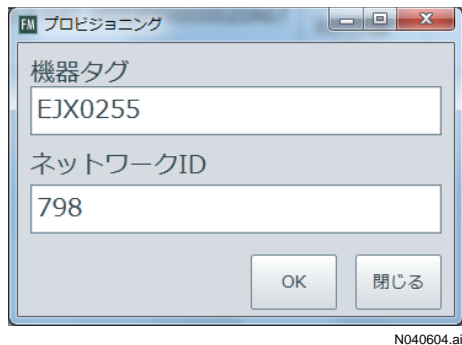 FM プロビジョニング
機器タグ
EJX0255
ネットワークID
798
OK 閉じる
N040604.ai